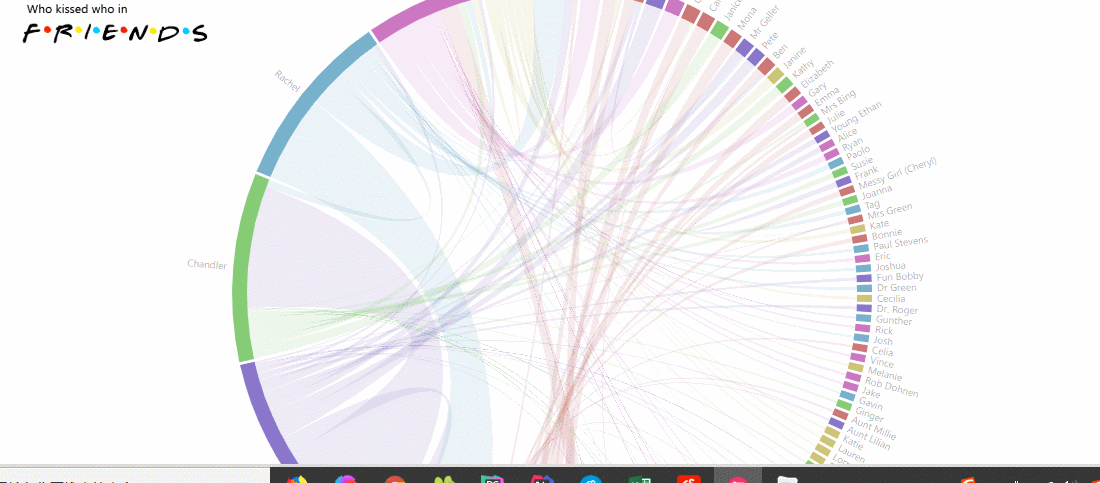 Who kissed who in
F•R•I•E•N•D•S
Rachel
Chandler
Janice
Mona
Mr Geller
Pete
Ben
Janine
Kathy
Elizabeth
Gary
Emma
Mrs Bing
Julie
Young Ethan
Alice
Ryan
Paolo
Susie
Frank
Messy Girl (Cheryl)
Joanna
Tag
Mrs Green
Kate
Bonnie
Paul Stevens
Eric
Joshua
Fun Bobby
Dr Green
Cecilia
Dr. Roger
Gunther
Rick
Josh
Celia
Vince
Melanie
Rob Dohnen
Jake
Gavin
Ginger
Aunt Millie
Aunt Lilian
Katie
Lauren